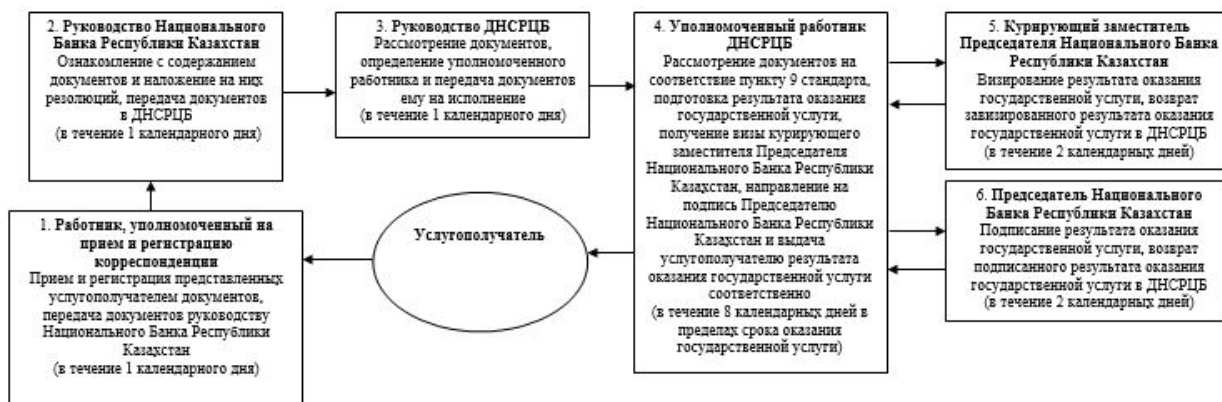 1. Работник, уполномоченный на
прием и регистрацию
корреспонденции
Прием и регистрация представленных
услугополучателем документов,
передача документов руководству
Национального Банка Республики
Казахстан
(в течение 1 календарного дня)
2. Руководство Национального
Банка Республики Казахстан
Ознакомление с содержанием
документов и наложение на них
резолюций, передача документов
в ДНСРЦБ
(в течение 1 календарного дня)
3. Руководство ДНСРЦБ
Рассмотрение документов,
определение уполномоченного
работника и передача документов
ему на исполнение
(в течение 1 календарного дня)
4. Уполномоченный работник
ДНСРЦБ
Рассмотрение документов на
соответствие пункту 9 стандарта,
подготовка результата оказания
государственной услуги,
получение визы курирующего
заместителя Председателя
Национального Банка Республики
Казахстан, направление на
подпись Председателю
Национального Банка Республики
Казахстан и выдача
услугополучателю результата
оказания государственной услуги
соответственно
(в течение 8 календарных дней в
пределах срока оказания
государственной услуги)
5. Курирующий заместитель
Председателя Национального Банка
Республики Казахстан
Визирование результата оказания
государственной услуги, возврат
завизированного результата оказания
государственной услуги в ДНСРЦБ
(в течение 2 календарных дней)
6. Председатель Национального
Банка Республики Казахстан
Подписание результата оказания
государственной услуги, возврат
подписанного результата оказания
государственной услуги в ДНСРЦБ
(в течение 2 календарных дней)
Услугополучатель